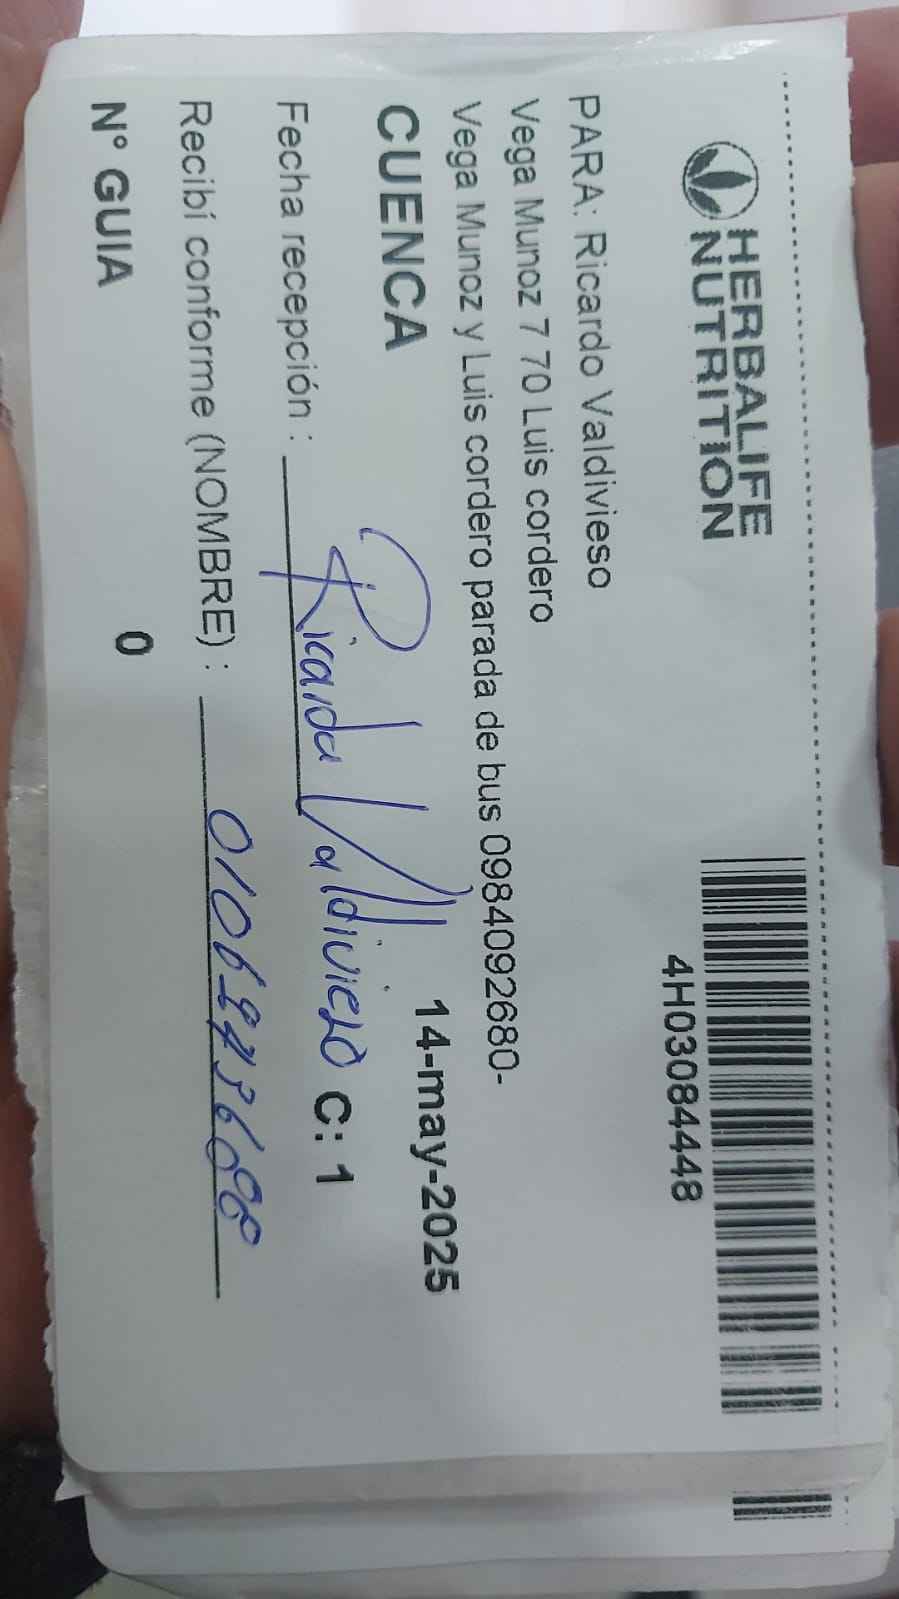 HERBALIFE
NUTRITION
4H03084448
PARA: Ricardo Valdivieso
Vega Munoz 7 70 Luis cordero
Vega Munoz y Luis cordero parada de bus 0984092680-
CUENCA 14-may-2025
Fecha recepción : Ricardo Valdivieso C: 1
Recibí conforme (NOMBRE) :
N° GUIA 0